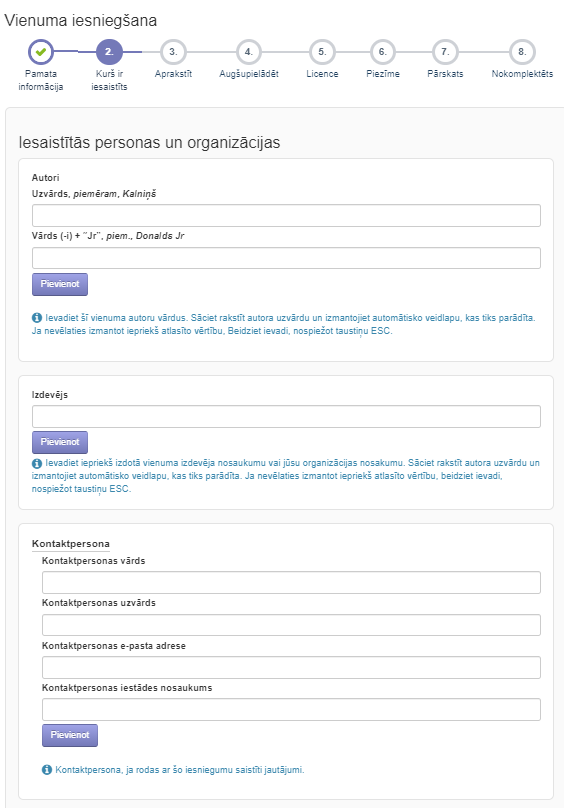 Vienuma iesniegšana
2. 3. 4. 5. 6. 7. 8.
Pamata informācija
Kurš ir iesaistīts
Aprakstīt
Augšupielādēt
Licence
Piezīme
Pārskats
Nokomplektēts
Iesaistītās personas un organizācijas
Autori
Uzvārds, piemēram, Kalniņš
Vārds (-i) + "Jr", piem., Donalds Jr
Pievienot
Ievadiet šī vienuma autoru vārdus. Sāciet rakstīt autora uzvārdu un izmantojiet automātisko veidlapu, kas tiks parādīta.
Ja nevēlaties izmantot iepriekš atlasīto vērtību, Beidziet ievadi, nospiežot taustiņu ESC.
Izdevējs
Pievienot
Ievadiet iepriekš izdotā vienuma izdevēja nosaukumu vai jūsu organizācijas nosakumu. Sāciet rakstīt autora uzvārdu un
izmantojiet automātisko veidlapu, kas tiks parādīta. Ja nevēlaties izmantot iepriekš atlasīto vērtību, beidziet ievadi,
nospiežot taustiņu ESC.
Kontaktpersona
Kontaktpersonas vārds
Kontaktpersonas uzvārds
Kontaktpersonas e-pasta adrese
Kontaktpersonas iestādes nosaukums
Pievienot
Kontaktpersona, ja rodas ar šo iesniegumu saistīti jautājumi.